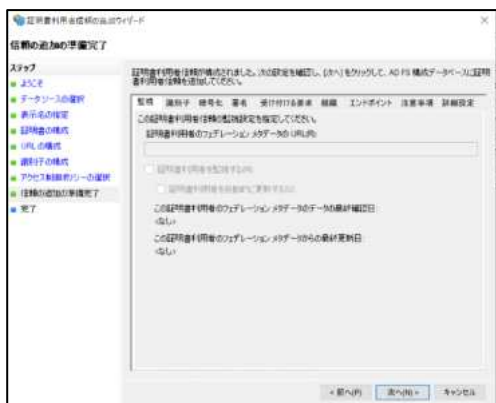 証明書利用者信頼の追加ウィザード
信頼の追加の準備完了
ステップ
ようこそ
データ ソースの選択
表示名の指定
証明書の構成
URL の構成
識別子の構成
アクセス制御ポリシーの選択
信頼の追加の準備完了
完了
証明書利用者信頼が構成されました。次の設定を確認し、[次へ] をクリックして、AD FS 構成データベースに証明
書利用者信頼を追加してください。
監視 識別子 暗号化 署名 受け付ける要求 組織 エンドポイント 注意事項 詳細設定
この証明書利用者信頼の監視設定を指定してください。
証明書利用者のフェデレーション メタデータの URL(R):
証明書利用者を監視する(M)
証明書利用者を自動的に更新する(U)
この証明書利用者のフェデレーション メタデータのデータの最終確認日:
<なし>
この証明書利用者のフェデレーション メタデータからの最終更新日:
<なし>
< 前へ(P) 次へ(N) > キャンセル